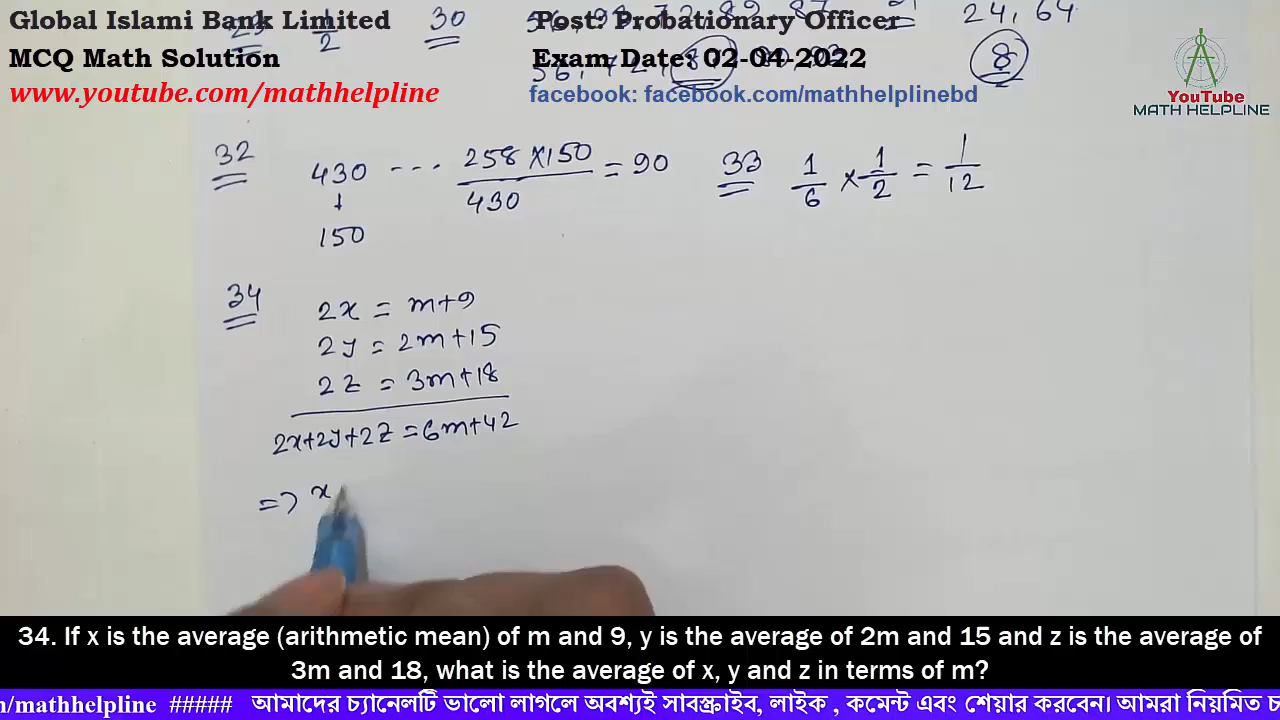 Global Islami Bank Limited
Post: Probationary Officer
MCQ Math Solution
Exam Date: 02-04-2022
www.youtube.com/mathhelpline
facebook: facebook.com/mathhelplinebd
YouTube
MATH HELPLINE
23 1/2
30
24, 64
8
32 430 --- 258 × 150 / 430 = 90
150
33 1/6 × 1/2 = 1/12
34 2x = m+9
2y = 2m+15
2z = 3m+18
2x+2y+2z = 6m+42
=> x
34. If x is the average (arithmetic mean) of m and 9, y is the average of 2m and 15 and z is the average of
3m and 18, what is the average of x, y and z in terms of m?
/mathhelpline ##### আমাদের চ্যানেলটি ভালো লাগলে অবশ্যই সাবস্ক্রাইব, লাইক , কমেন্ট এবং শেয়ার করবেন। আমরা নিয়মিত